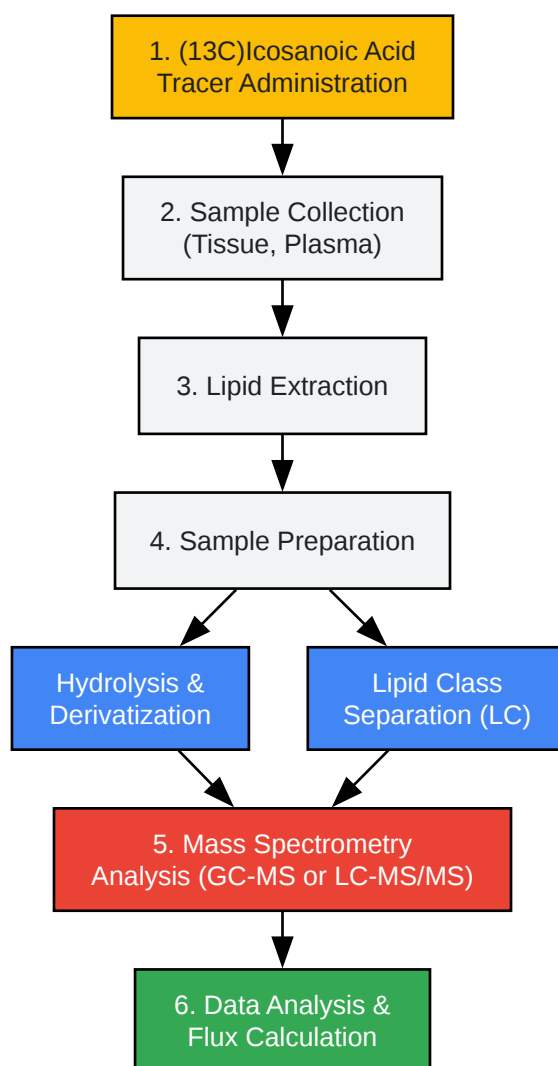 1. (13C)Icosanoic Acid
Tracer Administration
2. Sample Collection
(Tissue, Plasma)
3. Lipid Extraction
4. Sample Preparation
Hydrolysis &
Derivatization
Lipid Class
Separation (LC)
5. Mass Spectrometry
Analysis (GC-MS or LC-MS/MS)
6. Data Analysis &
Flux Calculation